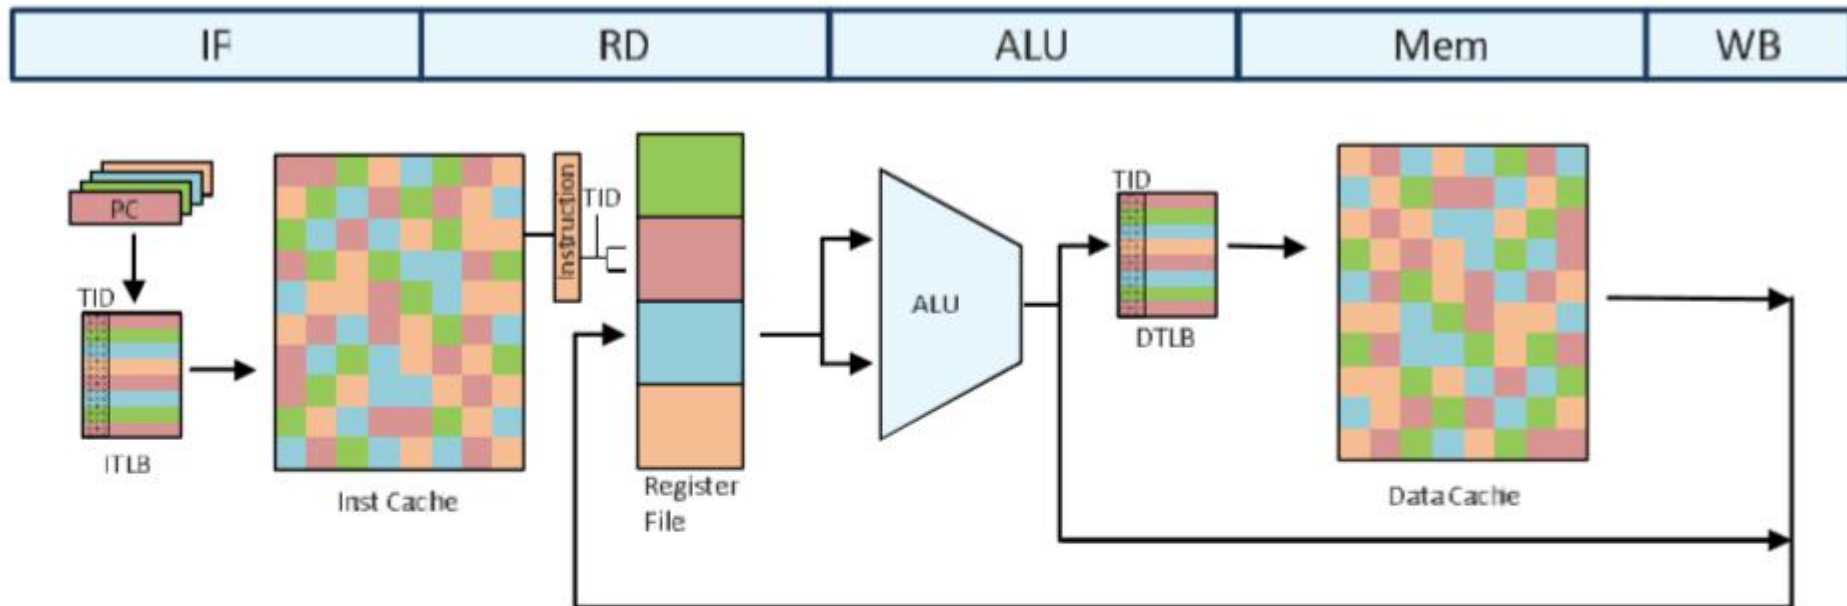 IF RD ALU Mem WB
PC
TID
ITLB
Inst Cache
Instruction
TID
Register
File
ALU
TID
DTLB
Data Cache